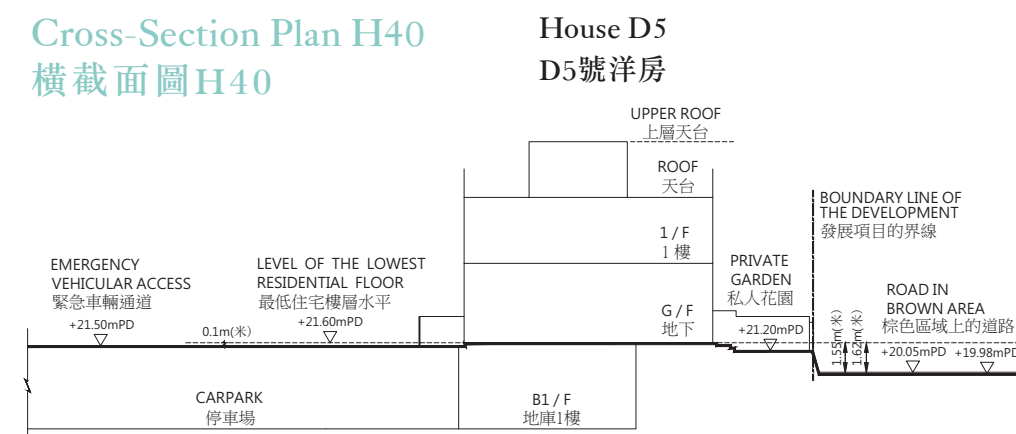 Cross-Section Plan H40
橫截面圖H40
House D5
D5號洋房
UPPER ROOF
上層天台
ROOF
天台
1 / F
1 樓
G / F
地下
B1 / F
地庫1樓
EMERGENCY
VEHICULAR ACCESS
緊急車輛通道
+21.50mPD
0.1m(米)
LEVEL OF THE LOWEST
RESIDENTIAL FLOOR
最低住宅樓層水平
+21.60mPD
CARPARK
停車場
PRIVATE
GARDEN
私人花園
+21.20mPD
BOUNDARY LINE OF
THE DEVELOPMENT
發展項目的界線
1.55m(米)
1.62m(米)
ROAD IN
BROWN AREA
棕色區域上的道路
+20.05mPD
+19.98mPD